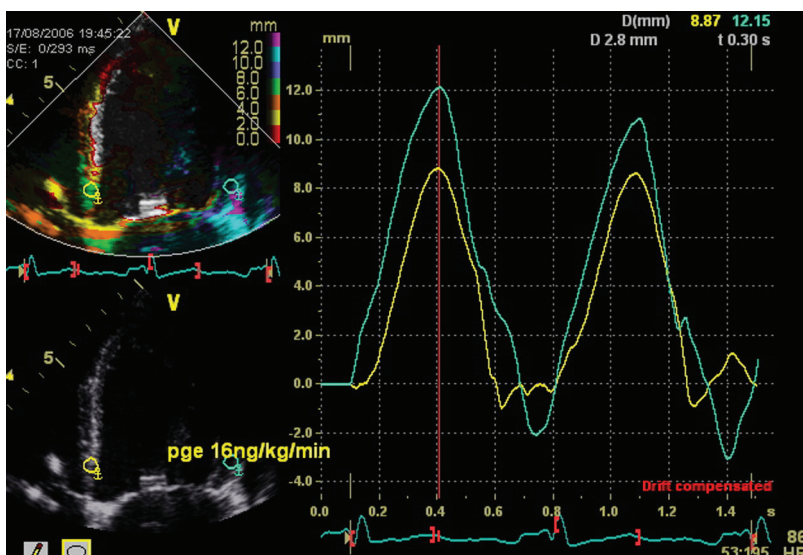 17/08/2006 19:45:22
S/E: 0/293 ms
CC: 1
V
mm
12.0
10.0
8.0
6.0
4.0
2.0
0.0
5
V
5
pge 16ng/kg/min
D(mm) 8.87 12.15
D 2.8 mm t 0.30 s
mm
12.0
10.0
8.0
6.0
4.0
2.0
0.0
-2.0
-4.0
Drift compensated
0.0 0.2 0.4 0.6 0.8 1.0 1.2 1.4 s